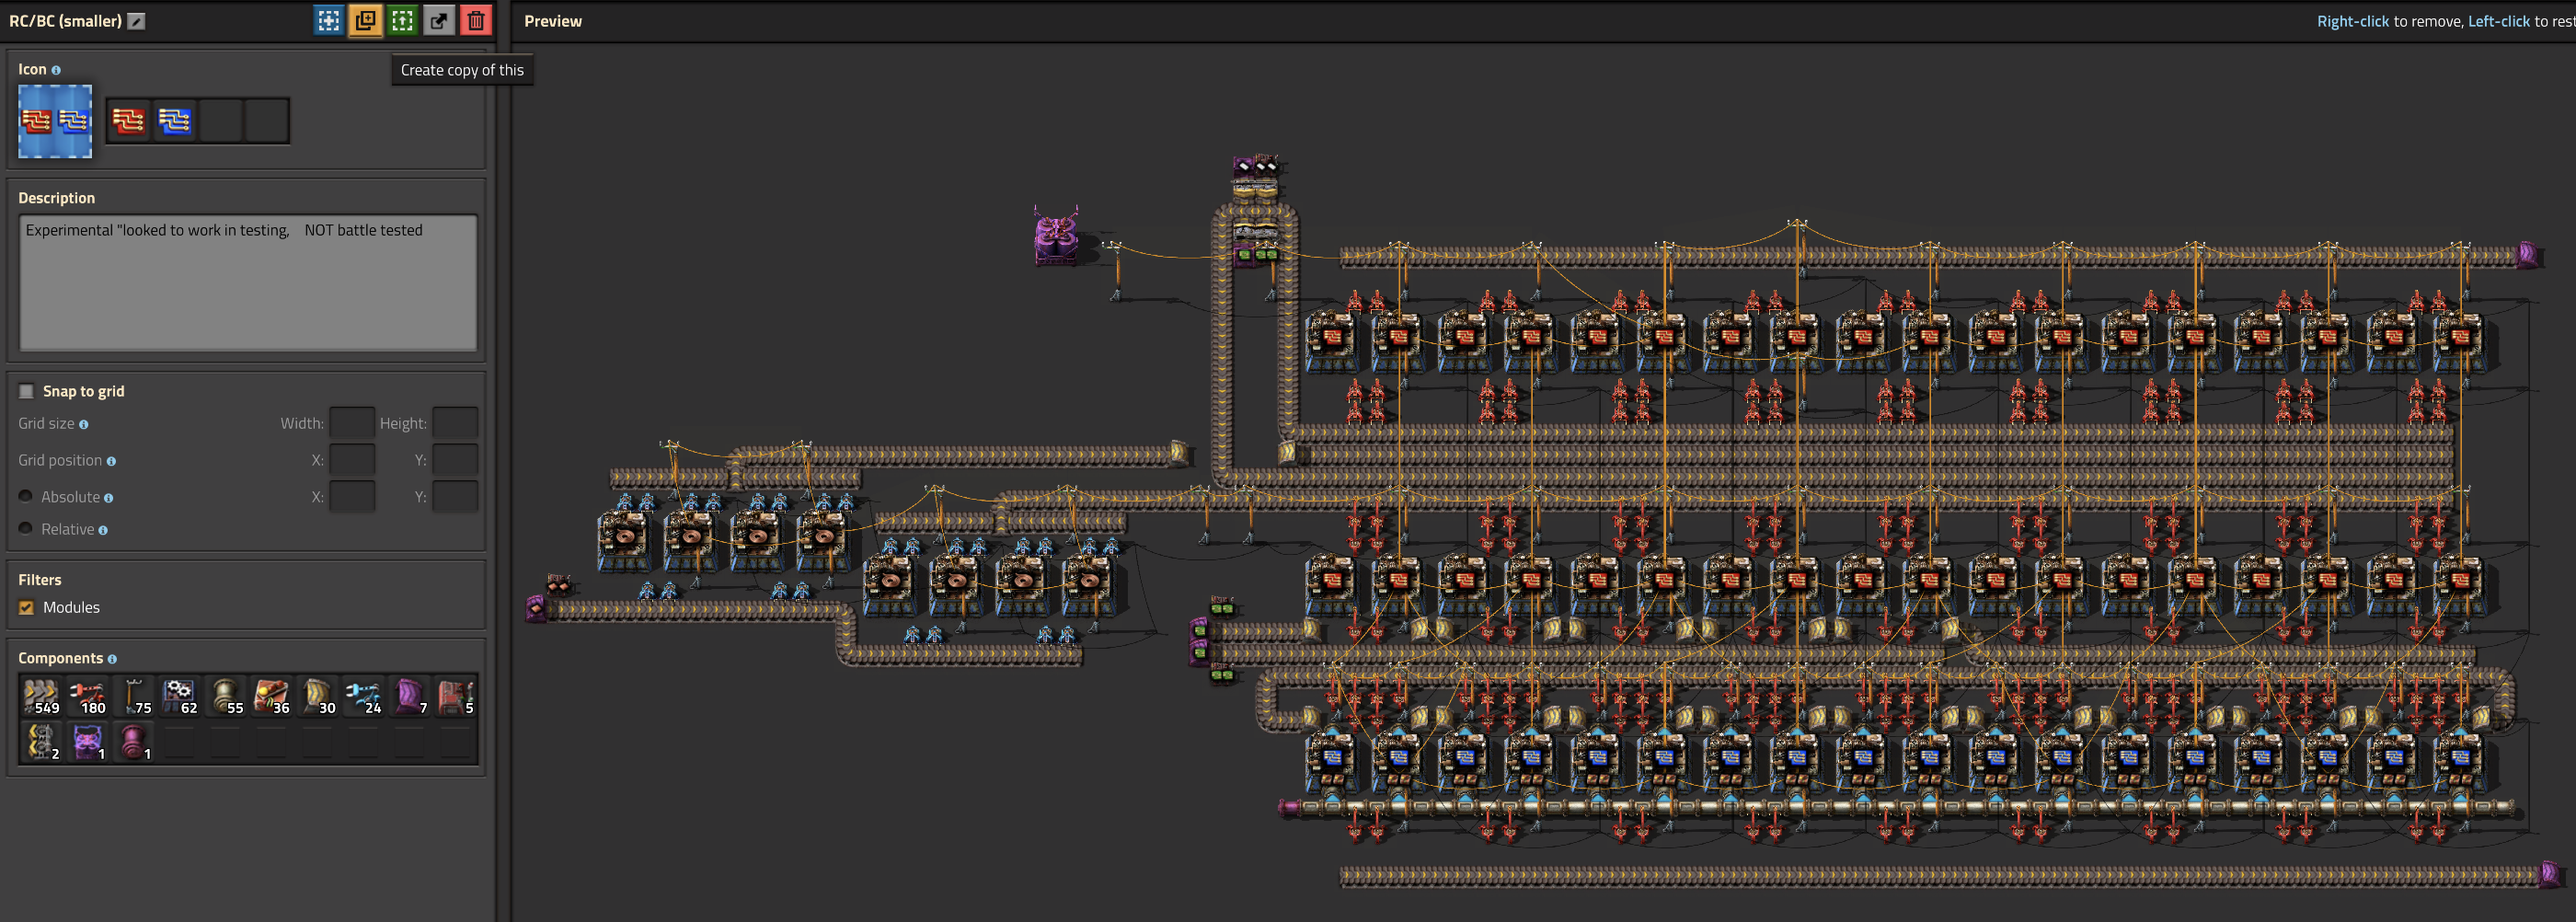 RC/BC (smaller)
Preview
Right-click to remove, Left-click to rest
Create copy of this
Icon
Description
Experimental "looked to work in testing,    NOT battle tested
Snap to grid
Grid size Width: Height:
Grid position X: Y:
Absolute X: Y:
Relative
Filters
Modules
Components
549 180 75 62 55 36 30 24 7 5
2 1 1